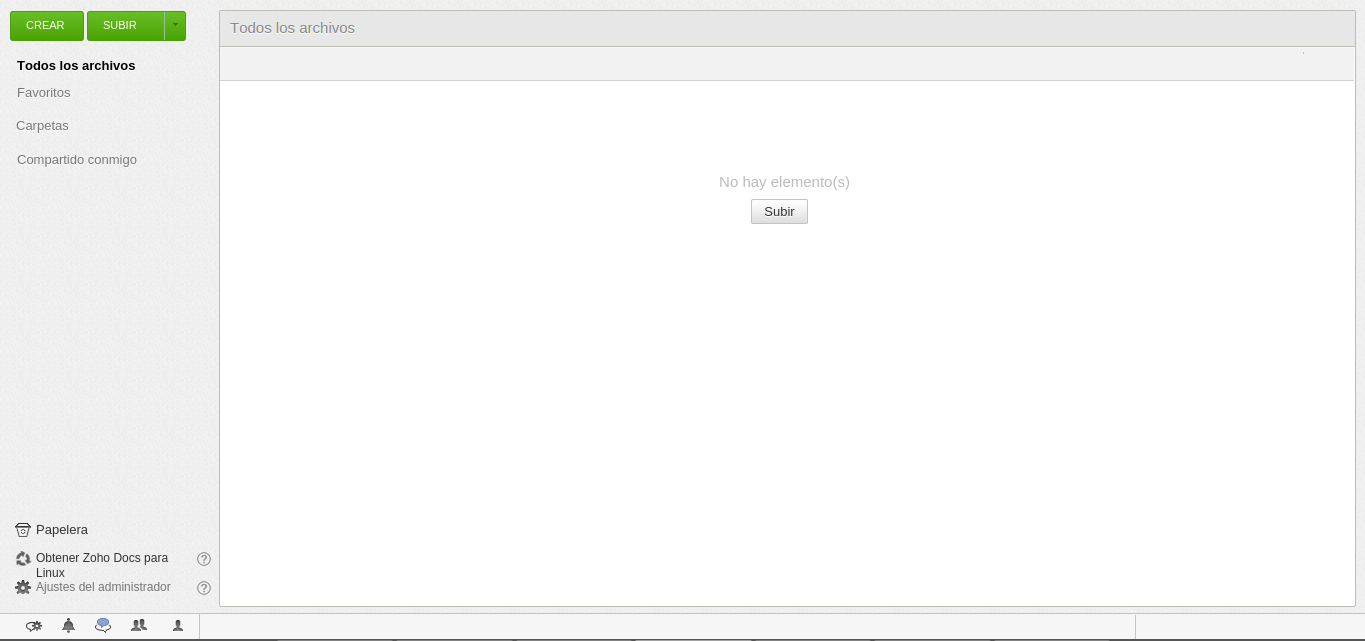 CREAR
SUBIR
Todos los archivos
Todos los archivos
Favoritos
Carpetas
Compartido conmigo
No hay elemento(s)
Subir
Papelera
Obtener Zoho Docs para
Linux
?
Ajustes del administrador
?